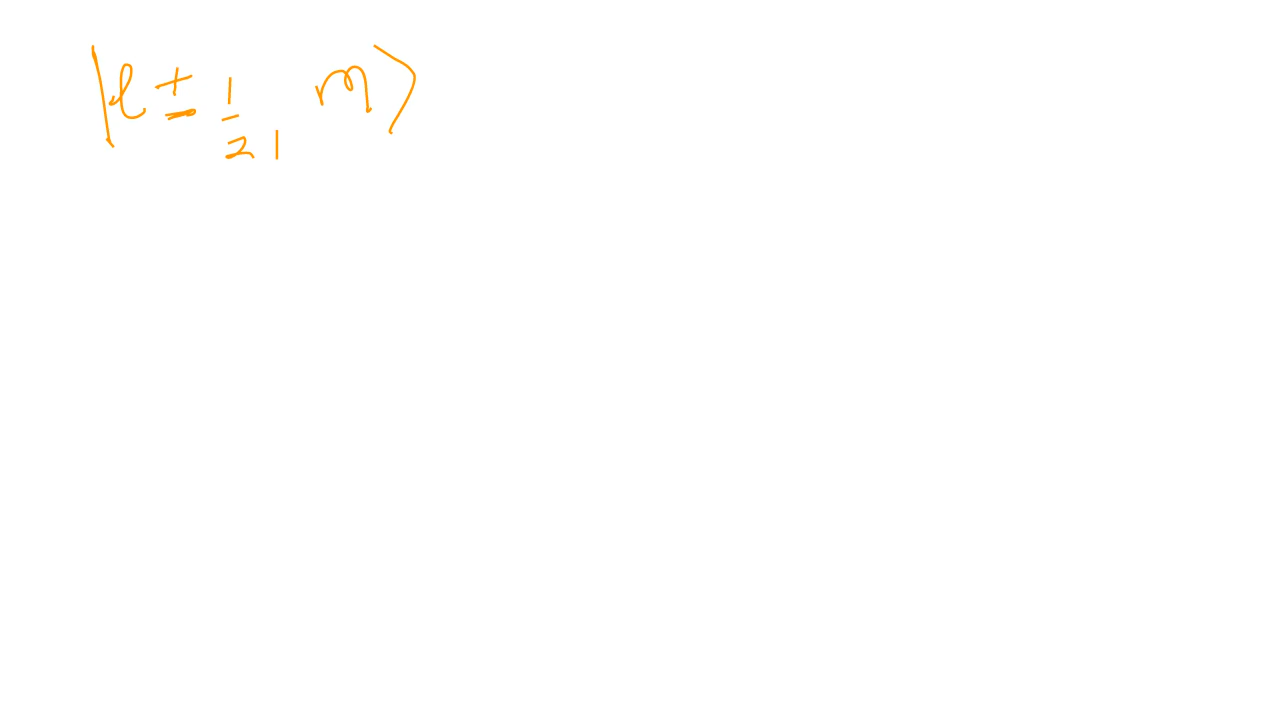 |ℓ ± 1/2, m⟩